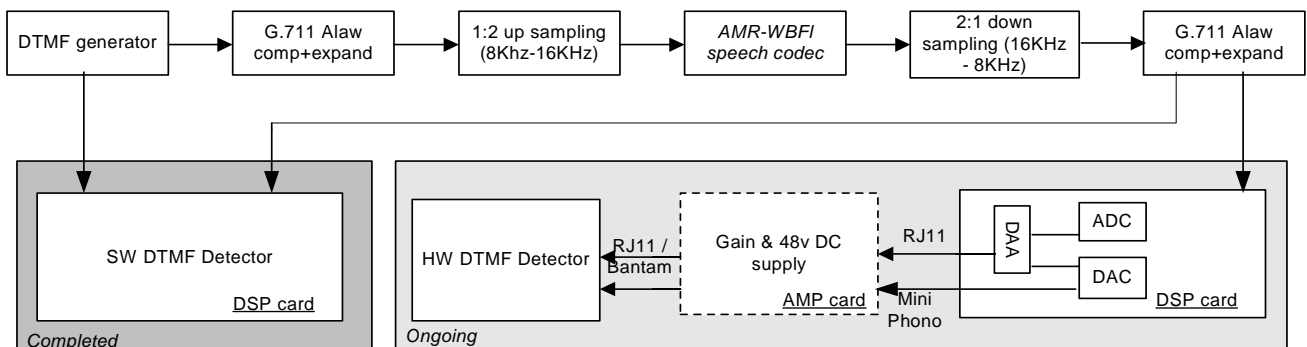 DTMF generator
G.711 Alaw
comp+expand
1:2 up sampling
(8Khz-16KHz)
AMR-WBFI
speech codec
2:1 down
sampling (16KHz
- 8KHz)
G.711 Alaw
comp+expand
SW DTMF Detector
DSP card
Completed
HW DTMF Detector
RJ11 /
Bantam
Gain & 48v DC
supply
AMP card
RJ11
Mini
Phono
DAA
ADC
DAC
DSP card
Ongoing